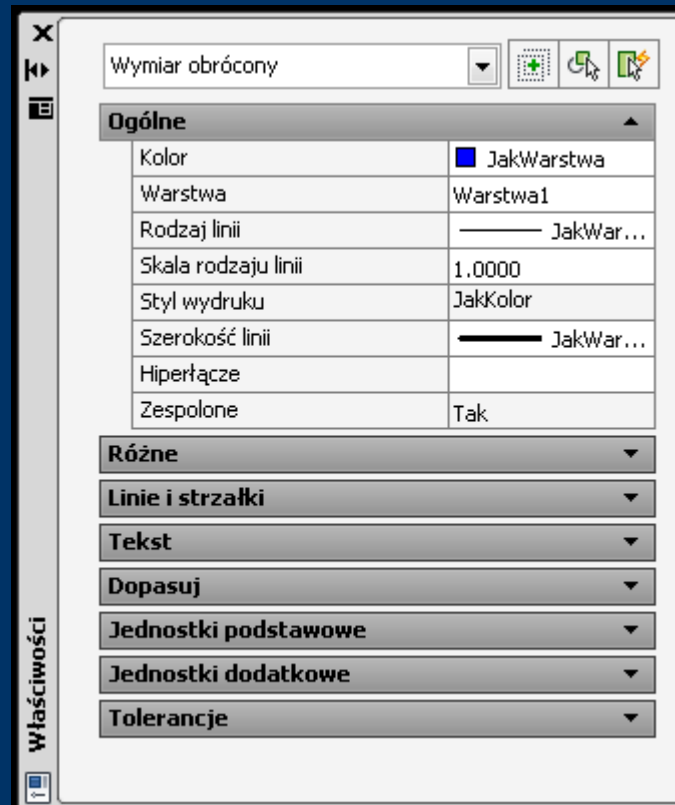 Wymiar obrócony
Ogólne
Kolor JakWarstwa
Warstwa Warstwa1
Rodzaj linii JakWar...
Skala rodzaju linii 1.0000
Styl wydruku JakKolor
Szerokość linii JakWar...
Hiperłącze
Zespolone Tak
Różne
Linie i strzałki
Tekst
Dopasuj
Jednostki podstawowe
Jednostki dodatkowe
Tolerancje
Właściwości